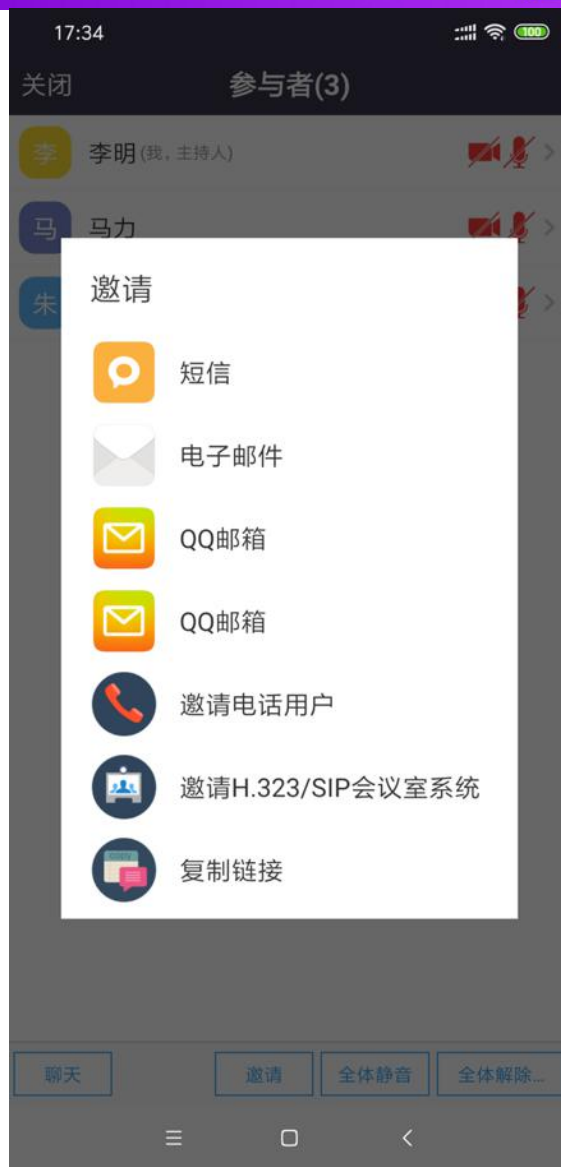 17:34
100
关闭
参与者(3)
李
李明(我, 主持人)
马
马力
朱
邀请
短信
电子邮件
QQ邮箱
QQ邮箱
邀请电话用户
邀请H.323/SIP会议室系统
复制链接
聊天
邀请
全体静音
全体解除...